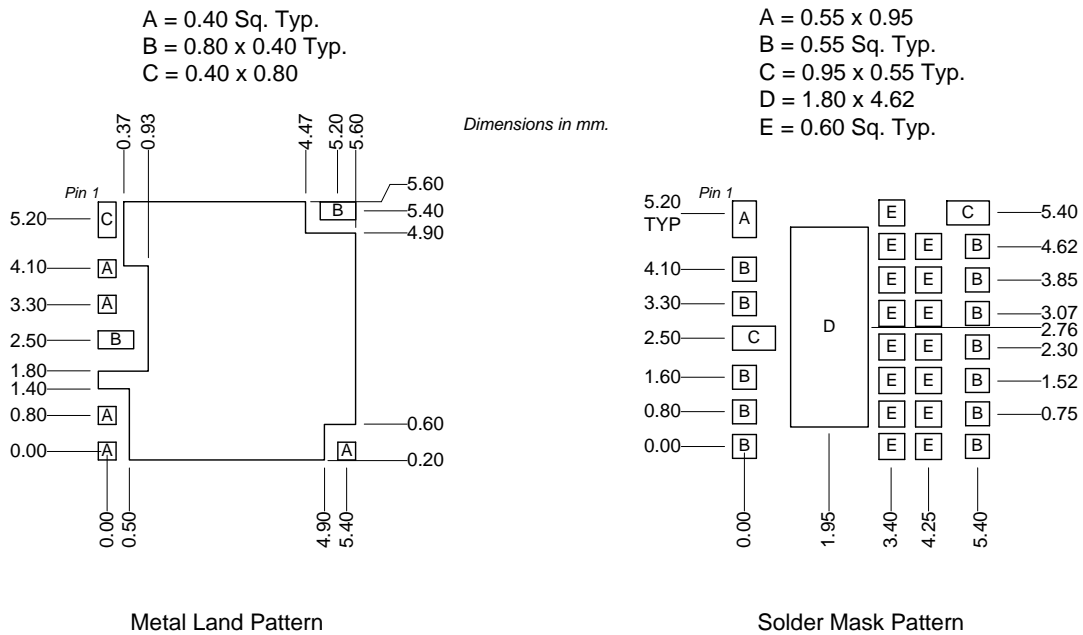 A = 0.40 Sq. Typ.
B = 0.80 x 0.40 Typ.
C = 0.40 x 0.80
0.37
0.93
4.47
5.20
5.60
Dimensions in mm.
Pin 1
5.20
C
B
5.60
5.40
4.90
4.10
A
3.30
A
2.50
B
1.80
1.40
0.80
A
0.60
0.00
A
A
0.20
0.00
0.50
4.90
5.40
Metal Land Pattern
A = 0.55 x 0.95
B = 0.55 Sq. Typ.
C = 0.95 x 0.55 Typ.
D = 1.80 x 4.62
E = 0.60 Sq. Typ.
Pin 1
5.20
TYP
A
E
C
5.40
E E B
4.62
4.10
B
E E B
3.85
3.30
B
E E B
3.07
D
2.76
2.50
C
E E B
2.30
1.60
B
E E B
1.52
0.80
B
E E B
0.75
0.00
B
E E B
0.00
1.95
3.40
4.25
5.40
Solder Mask Pattern